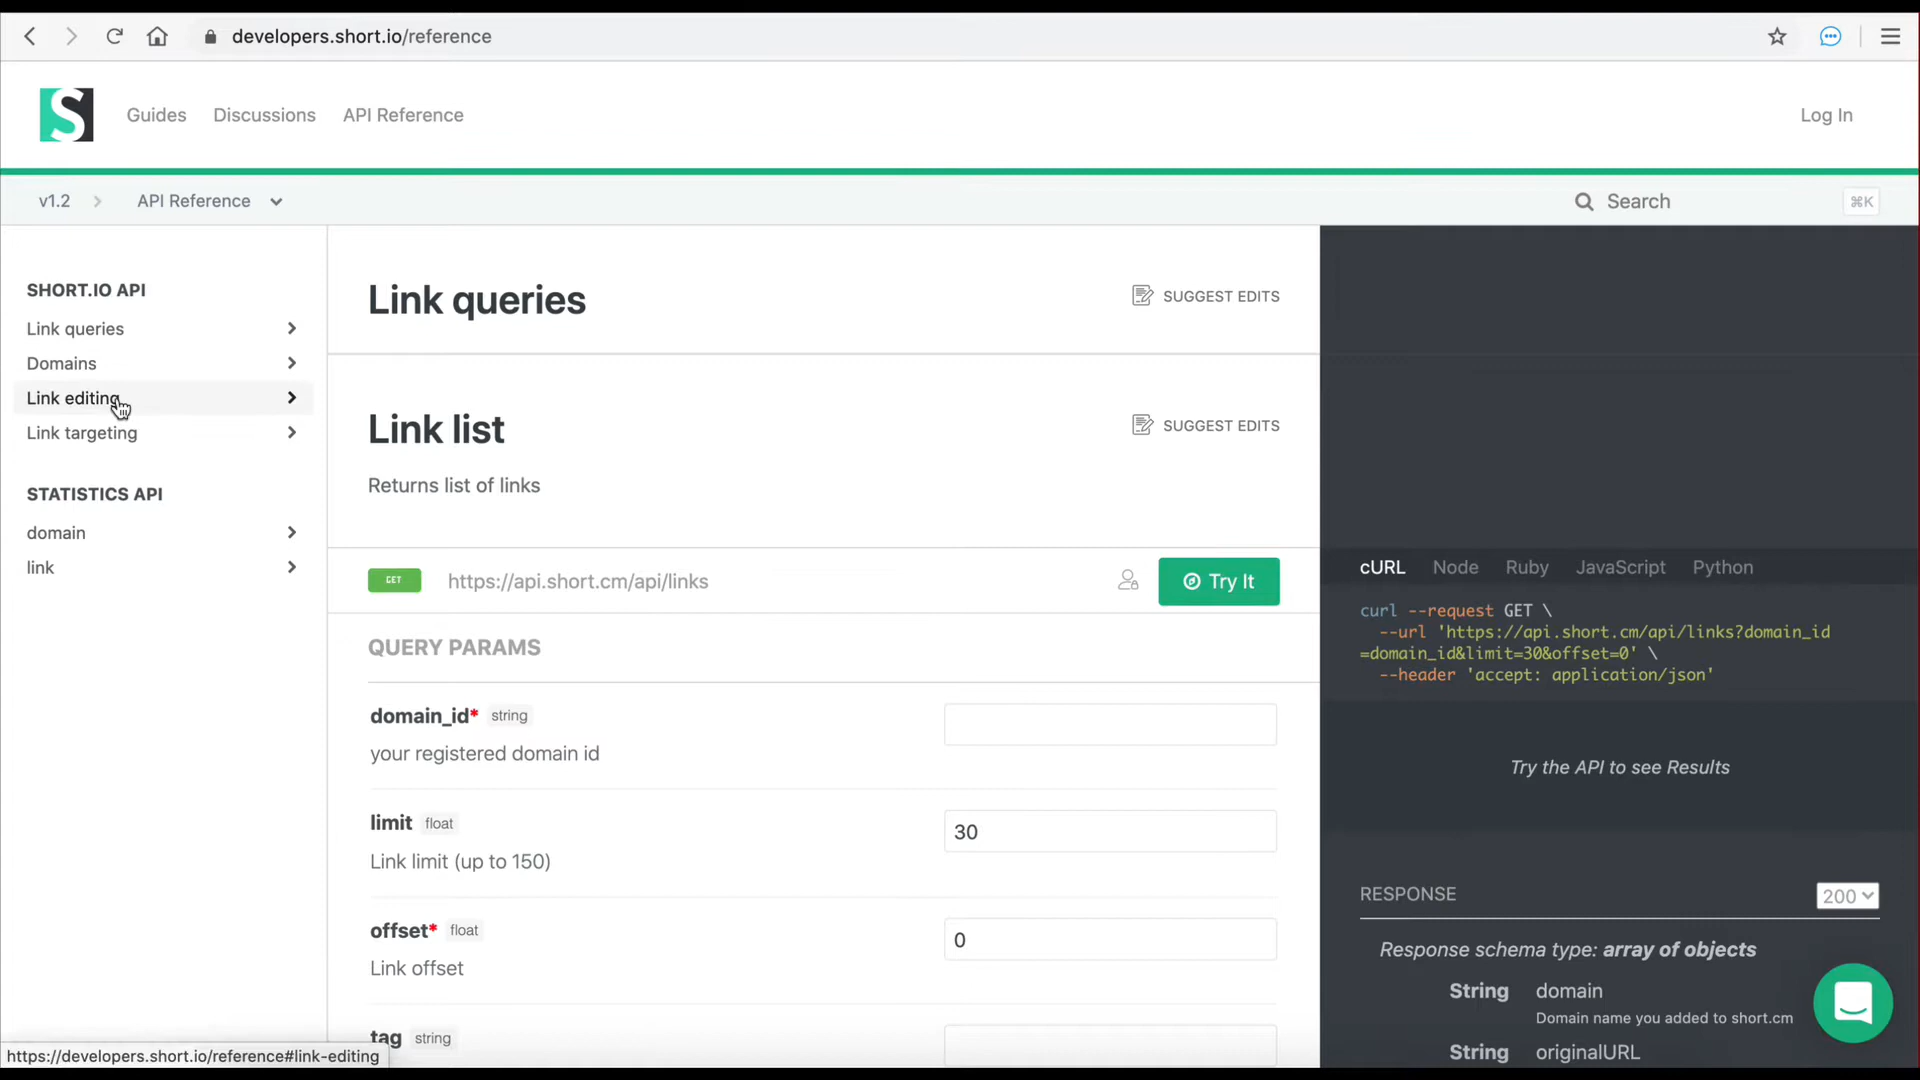 developers.short.io/reference
S
Guides
Discussions
API Reference
Log In
v1.2
API Reference
Search
⌘K
SHORT.IO API
Link queries
Domains
Link editing
Link targeting
STATISTICS API
domain
link
Link queries
SUGGEST EDITS
Link list
SUGGEST EDITS
Returns list of links
GET
https://api.short.cm/api/links
Try It
QUERY PARAMS
domain_id* string
your registered domain id
limit float
30
Link limit (up to 150)
offset* float
0
Link offset
tag string
cURL
Node
Ruby
JavaScript
Python
curl --request GET \
--url 'https://api.short.cm/api/links?domain_id
=domain_id&limit=30&offset=0' \
--header 'accept: application/json'
Try the API to see Results
RESPONSE
200
Response schema type: array of objects
String domain
Domain name you added to short.cm
String originalURL
https://developers.short.io/reference#link-editing